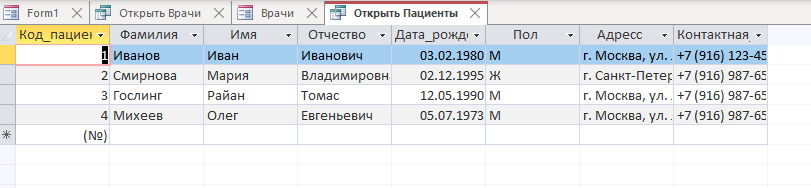 Form1 Открыть Врачи Врачи Открыть Пациенты
Код_пациен Фамилия Имя Отчество Дата_рожде Пол Адресс Контактная_
1 Иванов Иван Иванович 03.02.1980 М г. Москва, ул. +7 (916) 123-45
2 Смирнова Мария Владимировна 02.12.1995 Ж г. Санкт-Петер +7 (916) 987-65
3 Гослинг Райан Томас 12.05.1990 М г. Москва, ул. +7 (916) 987-65
4 Михеев Олег Евгеньевич 05.07.1973 М г. Москва, ул. +7 (916) 987-65
(№)